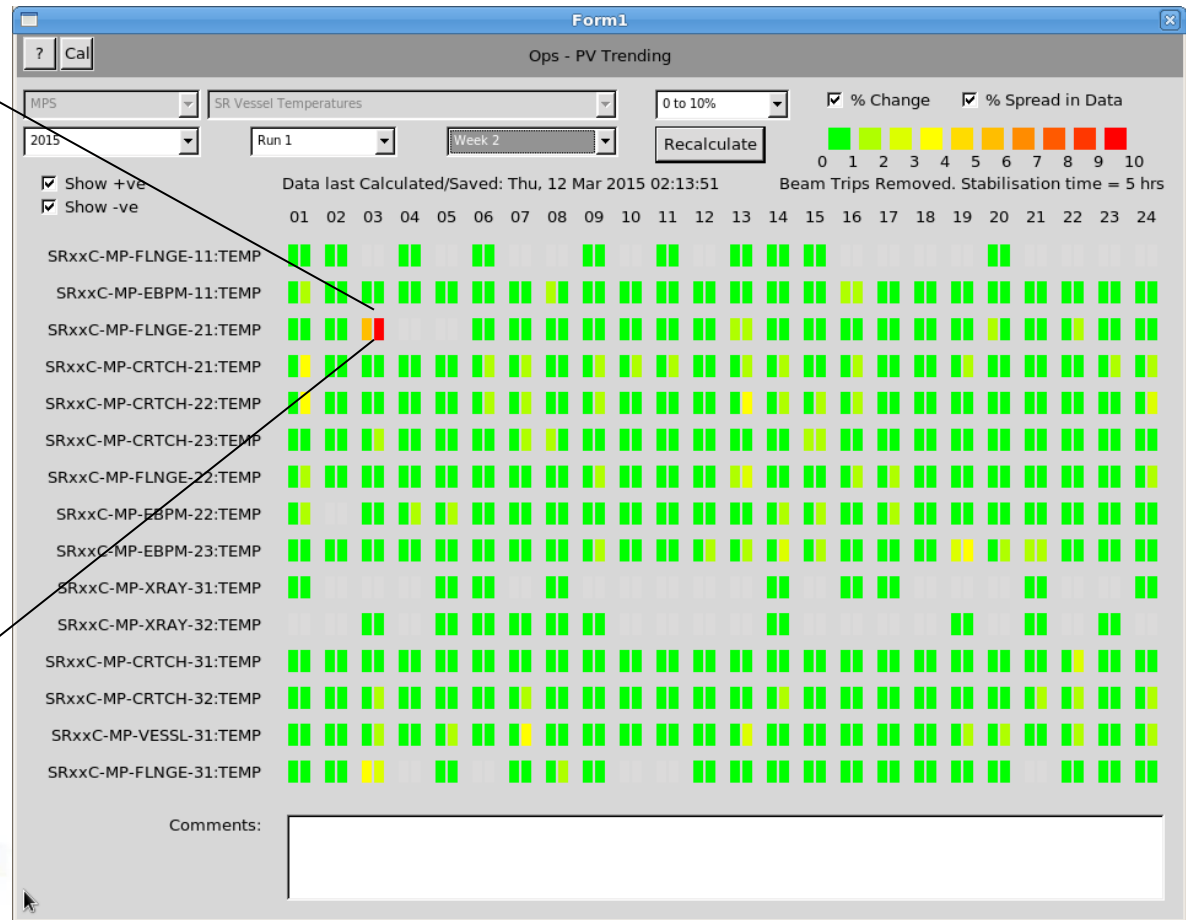 Form1
? Cal Ops - PV Trending
MPS SR Vessel Temperatures 0 to 10% % Change % Spread in Data
2015 Run 1 Week 2 Recalculate
0 1 2 3 4 5 6 7 8 9 10
Show +ve Data last Calculated/Saved: Thu, 12 Mar 2015 02:13:51 Beam Trips Removed. Stabilisation time = 5 hrs
Show -ve
01 02 03 04 05 06 07 08 09 10 11 12 13 14 15 16 17 18 19 20 21 22 23 24
SRxxC-MP-FLNGE-11:TEMP
SRxxC-MP-EBPM-11:TEMP
SRxxC-MP-FLNGE-21:TEMP
SRxxC-MP-CRTCH-21:TEMP
SRxxC-MP-CRTCH-22:TEMP
SRxxC-MP-CRTCH-23:TEMP
SRxxC-MP-FLNGE-22:TEMP
SRxxC-MP-EBPM-22:TEMP
SRxxC-MP-EBPM-23:TEMP
SRxxC-MP-XRAY-31:TEMP
SRxxC-MP-XRAY-32:TEMP
SRxxC-MP-CRTCH-31:TEMP
SRxxC-MP-CRTCH-32:TEMP
SRxxC-MP-VESSL-31:TEMP
SRxxC-MP-FLNGE-31:TEMP
Comments: